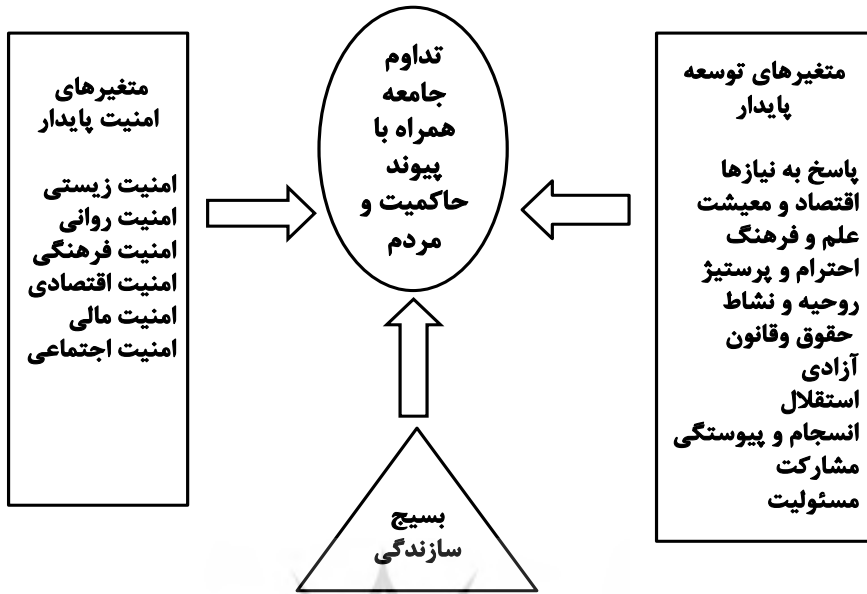 متغیرهای توسعه
پایدار
پاسخ به نیازها
اقتصاد و معیشت
علم و فرهنگ
احترام و پرستیژ
روحیه و نشاط
حقوق وقانون
آزادی
استقلال
انسجام و پیوستگی
مشارکت
مسئولیت
تداوم
جامعه
همراه با
پیوند
حاکمیت و
مردم
متغیرهای
امنیت پایدار
امنیت زیستی
امنیت روانی
امنیت فرهنگی
امنیت اقتصادی
امنیت مالی
امنیت اجتماعی
بسیج
سازندگی